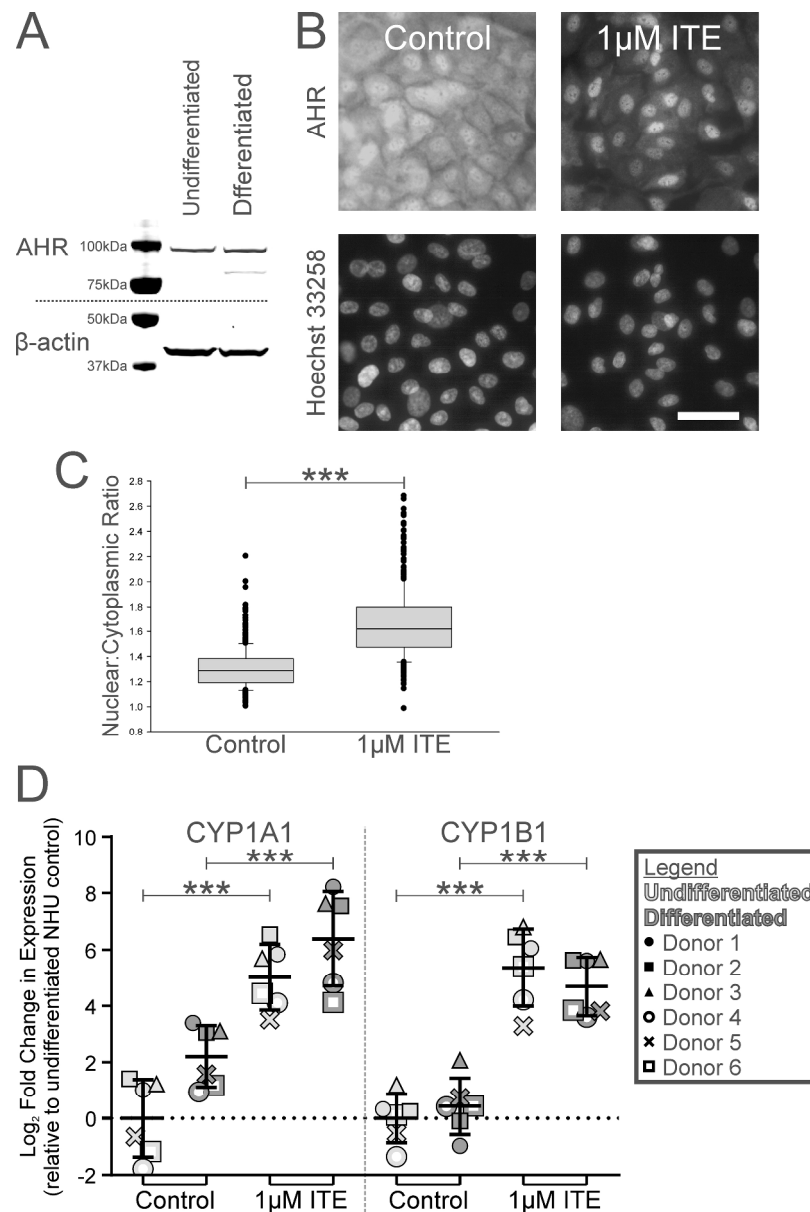 A
Undifferentiated
Dfferentiated
AHR
100kDa
75kDa
50kDa
β-actin
37kDa
B
Control
1µM ITE
AHR
Hoechst 33258
C
***
Nuclear:Cytoplasmic Ratio
2.8
2.6
2.4
2.2
2.0
1.8
1.6
1.4
1.2
1.0
0.8
Control
1µM ITE
D
CYP1A1
CYP1B1
***
***
***
***
Log₂ Fold Change in Expression
(relative to undifferentiated NHU control)
10
8
6
4
2
0
-2
Control
1µM ITE
Control
1µM ITE
Legend
Undifferentiated
Differentiated
Donor 1
Donor 2
Donor 3
Donor 4
Donor 5
Donor 6